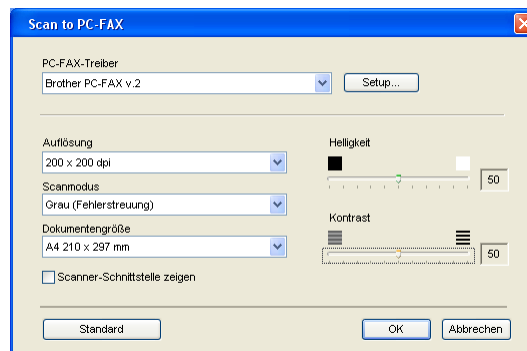 Scan to PC-FAX
PC-FAX-Treiber
Brother PC-FAX v.2
Setup...
Auflösung
200 x 200 dpi
Scanmodus
Grau (Fehlerstreuung)
Dokumentengröße
A4 210 x 297 mm
Scanner-Schnittstelle zeigen
Helligkeit
50
Kontrast
50
Standard
OK
Abbrechen